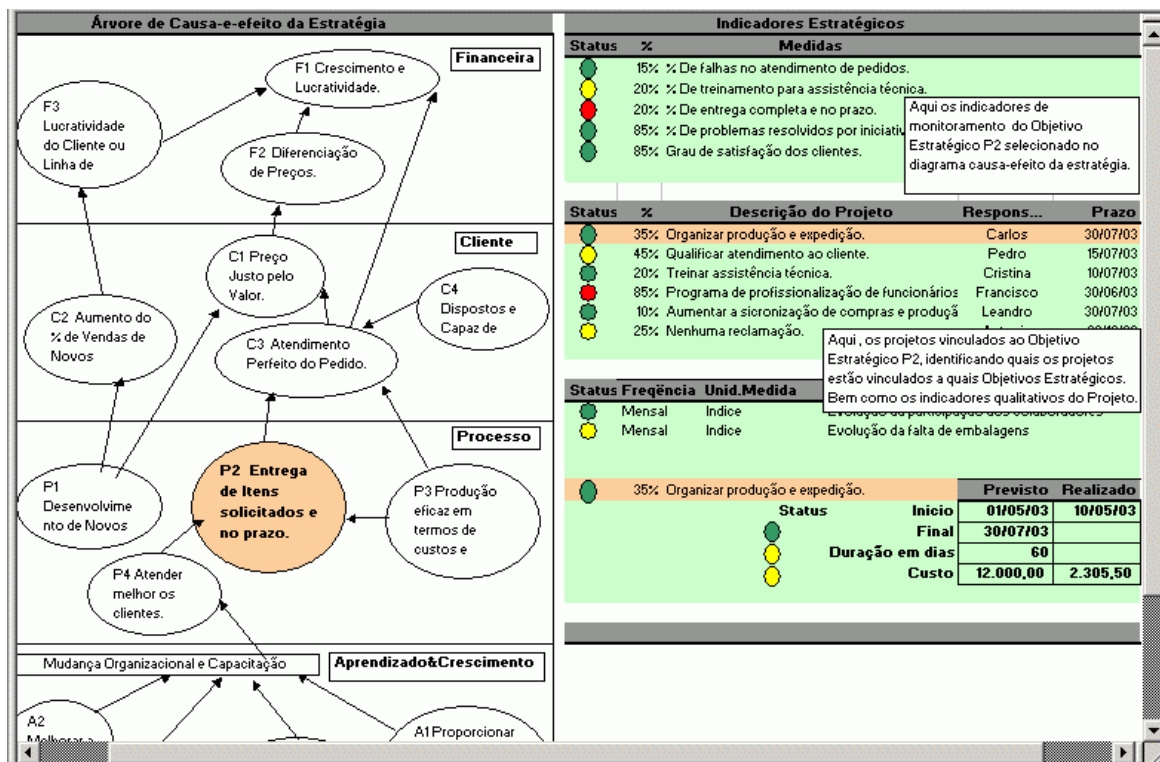 Árvore de Causa-e-efeito da Estratégia
Financeira
F1 Crescimento e
Lucratividade.
F3
Lucratividade
do Cliente ou
Linha de
F2 Diferenciação
de Preços.
Cliente
C1 Preço
Justo pelo
Valor.
C4
Dispostos e
Capaz de
C2 Aumento do
% de Vendas de
Novos
C3 Atendimento
Perfeito do Pedido.
Processo
P2 Entrega
de Itens
solicitados e
no prazo.
P1
Desenvolvime
nto de Novos
P3 Produção
eficaz em
termos de
custos e
P4 Atender
melhor os
clientes.
Mudança Organizacional e Capacitação
Aprendizado&Crescimento
A2
A1Proporcionar
Indicadores Estratégicos
Status % Medidas
15% % De falhas no atendimento de pedidos.
20% % De treinamento para assistência técnica.
20% % De entrega completa e no prazo.
85% % De problemas resolvidos por iniciativ
85% Grau de satisfação dos clientes.
Aqui os indicadores de
monitoramento do Objetivo
Estratégico P2 selecionado no
diagrama causa-efeito da estratégia.
Status % Descrição do Projeto Respons... Prazo
35% Organizar produção e expedição. Carlos 30/07/03
45% Qualificar atendimento ao cliente. Pedro 15/07/03
20% Treinar assistência técnica. Cristina 10/07/03
85% Programa de profissionalização de funcionários Francisco 30/06/03
10% Aumentar a sicronização de compras e produçã Leandro 30/07/03
25% Nenhuma reclamação.
Aqui, os projetos vinculados ao Objetivo
Estratégico P2, identificando quais os projetos
estão vinculados a quais Objetivos Estratégicos.
Bem como os indicadores qualitativos do Projeto.
Status Freqëncia Unid.Medida
Mensal Indice Evolução da participação dos colaboradores
Mensal Indice Evolução da falta de embalagens
35% Organizar produção e expedição. Previsto Realizado
Status Inicio 01/05/03 10/05/03
Final 30/07/03
Duração em dias 60
Custo 12.000,00 2.305,50